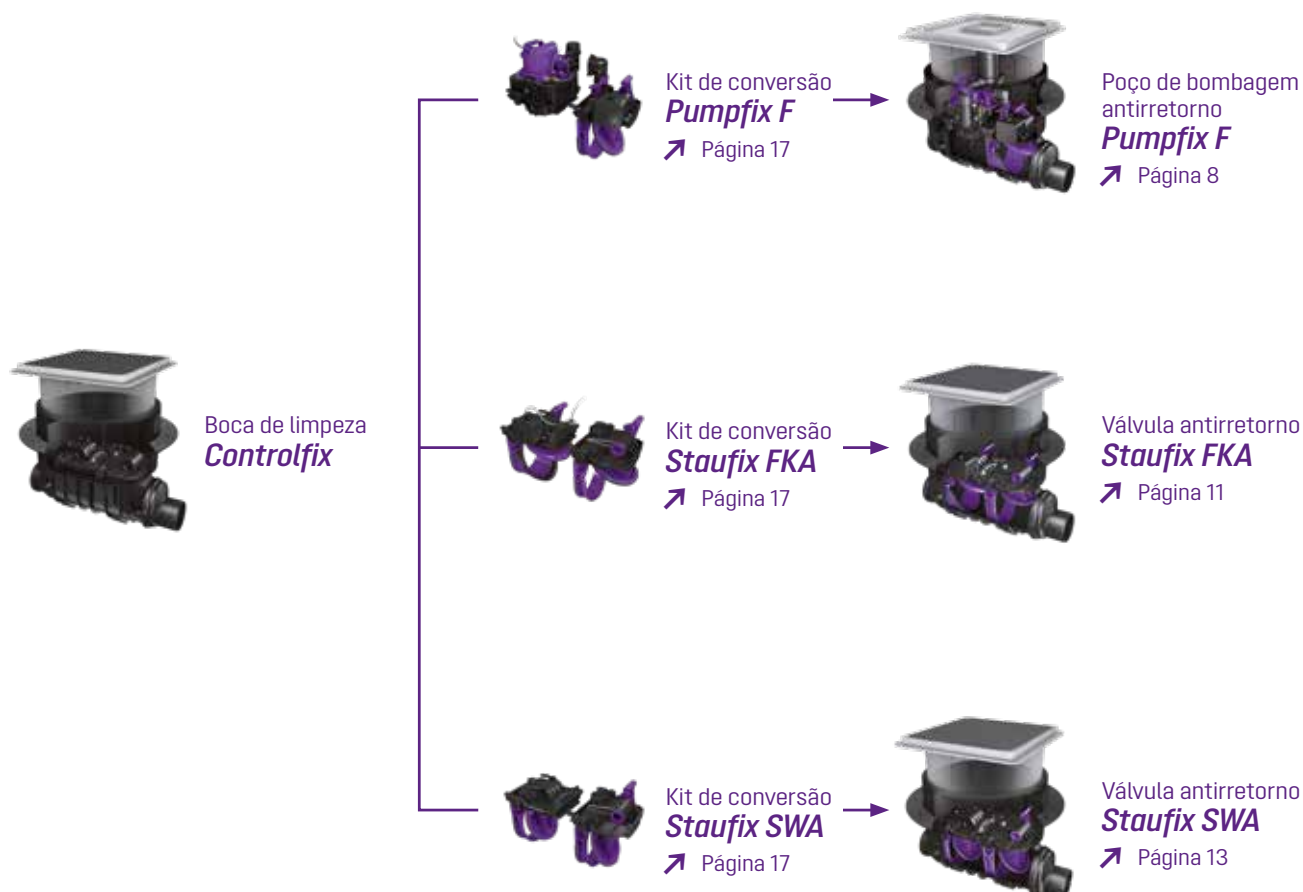 Kit de conversão
Pumpfix F
Página 17
Poço de bombagem
antirretorno
Pumpfix F
Página 8
Boca de limpeza
Controlfix
Kit de conversão
Staufix FKA
Página 17
Válvula antirretorno
Staufix FKA
Página 11
Kit de conversão
Staufix SWA
Página 17
Válvula antirretorno
Staufix SWA
Página 13